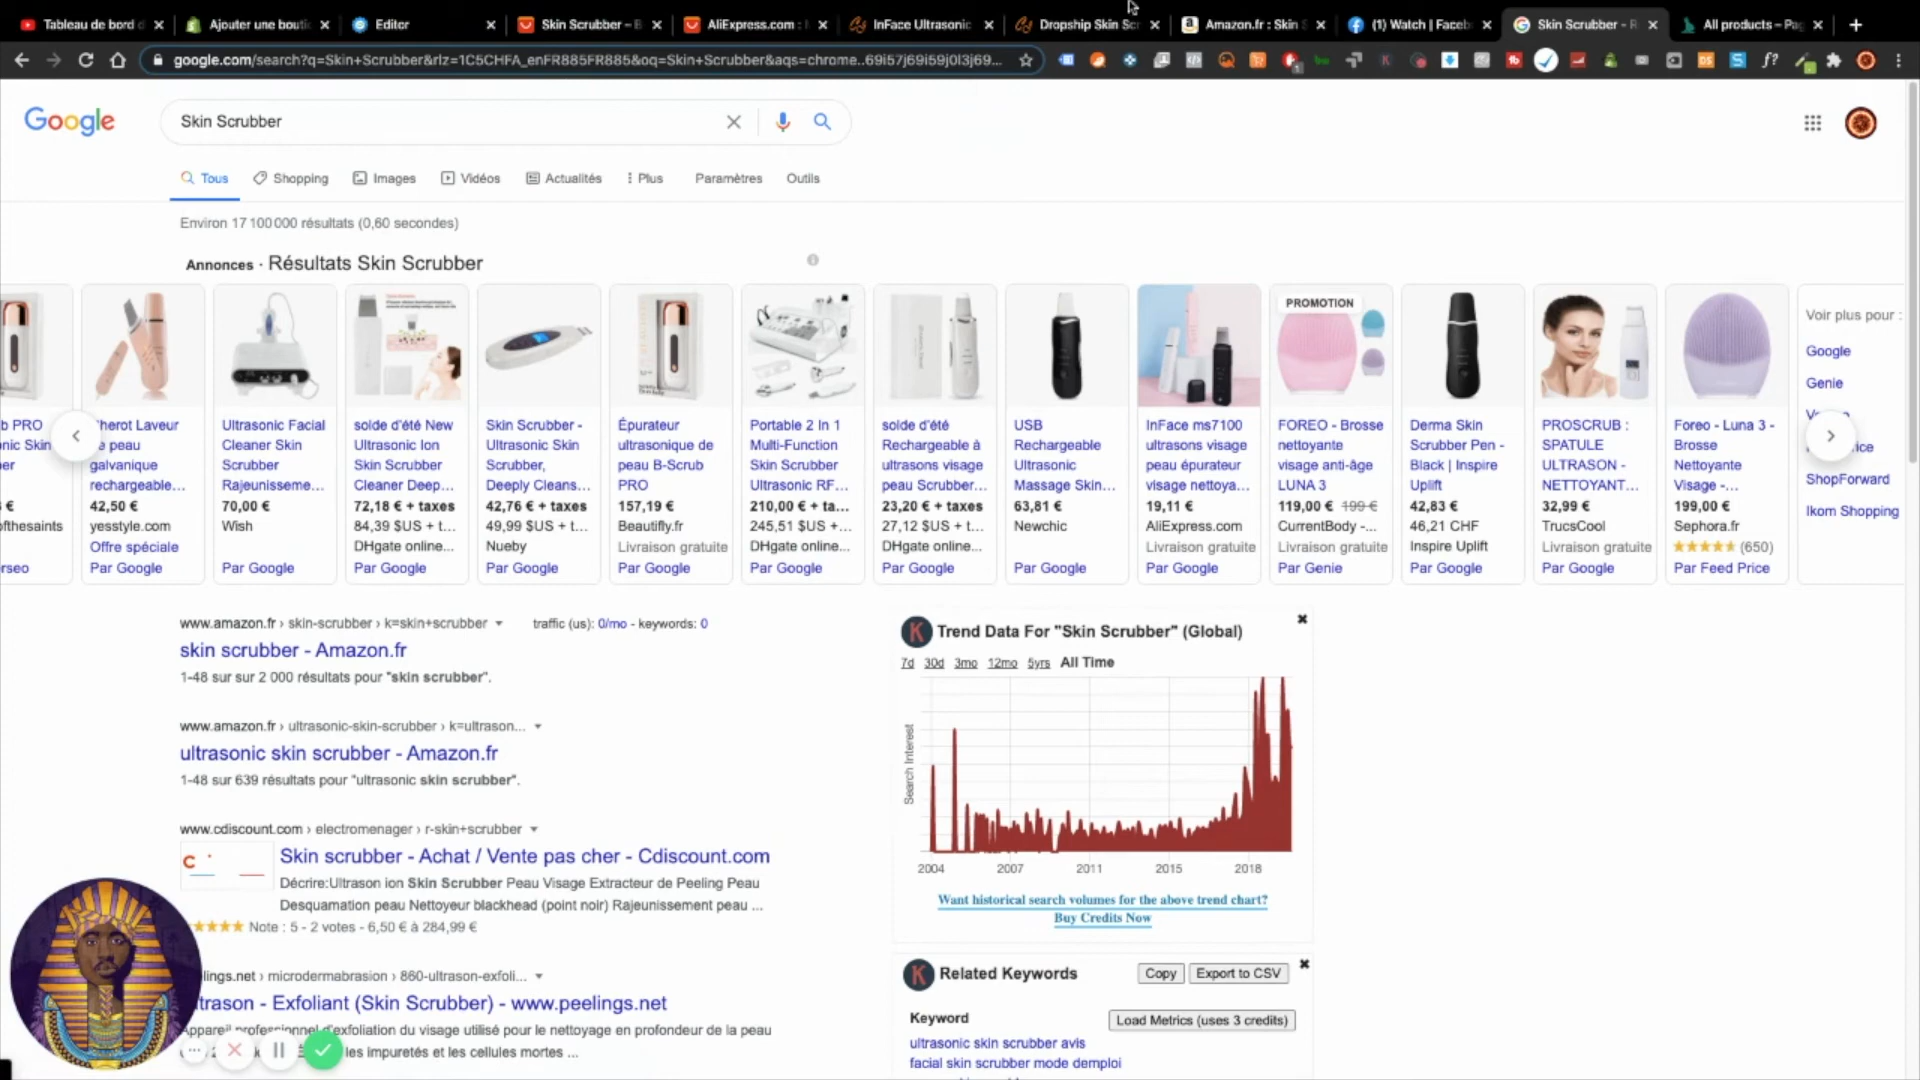 Tableau de bord d
Ajouter une boutiq
Editor
Skin Scrubber – B
AliExpress.com :
InFace Ultrasonic
Dropship Skin Scr
Amazon.fr : Skin S
(1) Watch | Faceb
Skin Scrubber - R
All products – Pag
google.com/search?q=Skin+Scrubber&rlz=1C5CHFA_enFR885FR885&oq=Skin+Scrubber&aqs=chrome..69i57j69i59j0l3j69...
Google
Skin Scrubber
Tous
Shopping
Images
Vidéos
Actualités
Plus
Paramètres
Outils
Environ 17 100 000 résultats (0,60 secondes)
Annonces · Résultats Skin Scrubber
b PRO
€
ofthesaints
peau
galvanique
rechargeable...
42,50 €
yesstyle.com
Offre spéciale
Par Google
Ultrasonic Facial
Cleaner Skin
Scrubber
Rajeunisseme...
70,00 €
Wish
Par Google
solde d'été New
Ultrasonic Ion
Skin Scrubber
Cleaner Deep...
72,18 € + taxes
84,39 $US + t...
DHgate online...
Par Google
Skin Scrubber -
Ultrasonic Skin
Scrubber,
Deeply Cleans...
42,76 € + taxes
49,99 $US + t...
Nueby
Par Google
Épurateur
ultrasonique de
peau B-Scrub
PRO
157,19 €
Beautifly.fr
Livraison gratuite
Par Google
Portable 2 In 1
Multi-Function
Skin Scrubber
Ultrasonic RF...
210,00 € + ta...
245,51 $US + t...
DHgate online...
Par Google
solde d'été
Rechargeable à
ultrasons visage
peau Scrubber...
23,20 € + taxes
27,12 $US + t...
DHgate online...
Par Google
USB
Rechargeable
Ultrasonic
Massage Skin...
63,81 €
Newchic
Par Google
InFace ms7100
ultrasons visage
peau épurateur
visage nettoya...
19,11 €
AliExpress.com
Livraison gratuite
Par Google
PROMOTION
FOREO - Brosse
nettoyante
visage anti-âge
LUNA 3
119,00 € 199 €
CurrentBody -...
Livraison gratuite
Par Genie
Derma Skin
Scrubber Pen -
Black | Inspire
Uplift
42,83 €
46,21 CHF
Inspire Uplift
Par Google
PROSCRUB :
SPATULE
ULTRASON -
NETTOYANT...
32,99 €
TrucsCool
Livraison gratuite
Par Google
Foreo - Luna 3 -
Brosse
Nettoyante
Visage -...
199,00 €
Sephora.fr
(650)
Par Feed Price
Voir plus pour :
Google
Genie
ShopForward
Ikom Shopping
www.amazon.fr › skin-scrubber › k=skin+scrubber
traffic (us): 0/mo - keywords: 0
skin scrubber - Amazon.fr
1-48 sur sur 2 000 résultats pour "skin scrubber".
www.amazon.fr › ultrasonic-skin-scrubber › k=ultrason...
ultrasonic skin scrubber - Amazon.fr
1-48 sur 639 résultats pour "ultrasonic skin scrubber".
www.cdiscount.com › electromenager › r-skin+scrubber
Skin scrubber - Achat / Vente pas cher - Cdiscount.com
Décrire:Ultrason ion Skin Scrubber Peau Visage Extracteur de Peeling Peau
Desquamation peau Nettoyeur blackhead (point noir) Rajeunissement peau ...
Note : 5 - 2 votes - 6,50 € à 284,99 €
lings.net › microdermabrasion › 860-ultrason-exfoli...
trason - Exfoliant (Skin Scrubber) - www.peelings.net
Appareil professionnel d'exfoliation du visage utilisé pour le nettoyage en profondeur de la peau
les impuretés et les cellules mortes ...
K
Trend Data For "Skin Scrubber" (Global)
7d 30d 3mo 12mo 5yrs All Time
Search Interest
2004 2007 2011 2015 2018
Want historical search volumes for the above trend chart?
Buy Credits Now
K
Related Keywords
Copy
Export to CSV
Keyword
Load Metrics (uses 3 credits)
ultrasonic skin scrubber avis
facial skin scrubber mode demploi